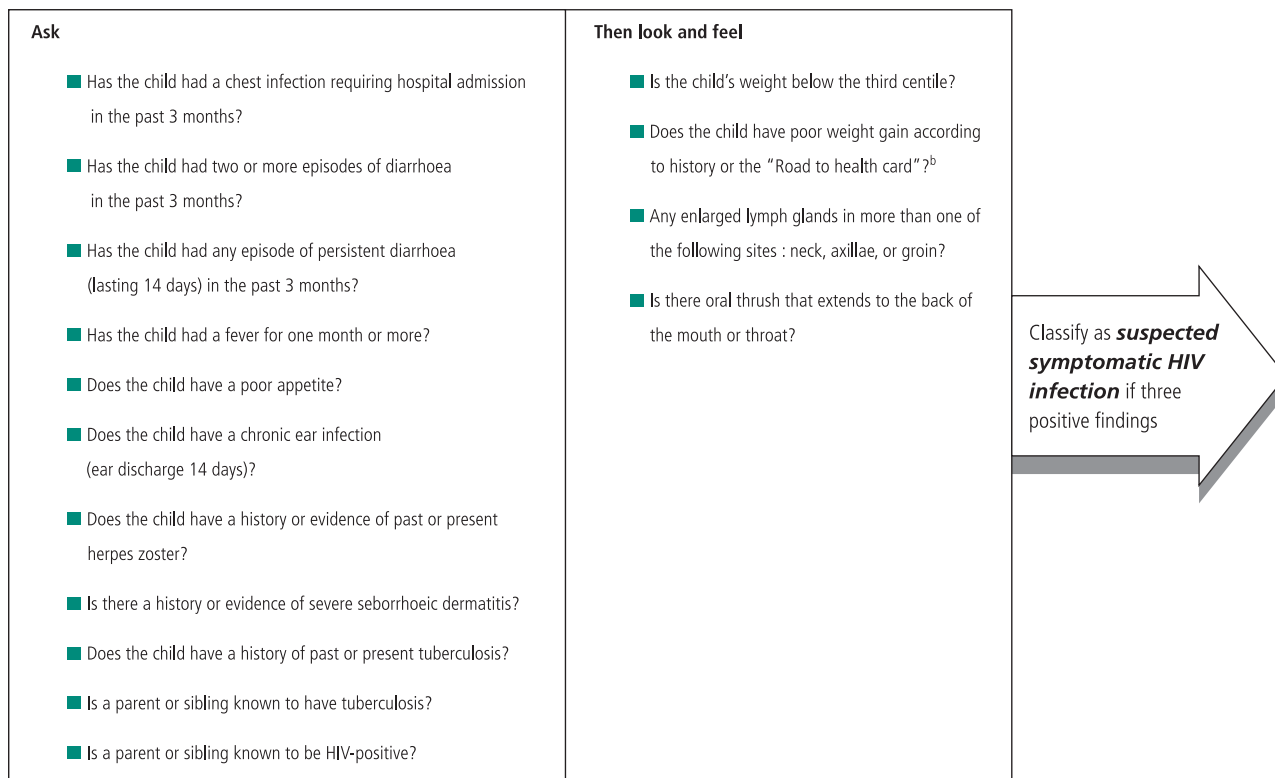 Ask
Has the child had a chest infection requiring hospital admission
in the past 3 months?
Has the child had two or more episodes of diarrhoea
in the past 3 months?
Has the child had any episode of persistent diarrhoea
(lasting 14 days) in the past 3 months?
Has the child had a fever for one month or more?
Does the child have a poor appetite?
Does the child have a chronic ear infection
(ear discharge 14 days)?
Does the child have a history or evidence of past or present
herpes zoster?
Is there a history or evidence of severe seborrhoeic dermatitis?
Does the child have a history of past or present tuberculosis?
Is a parent or sibling known to have tuberculosis?
Is a parent or sibling known to be HIV-positive?
Then look and feel
Is the child's weight below the third centile?
Does the child have poor weight gain according
to history or the “Road to health card”?b
Any enlarged lymph glands in more than one of
the following sites : neck, axillae, or groin?
Is there oral thrush that extends to the back of
the mouth or throat?
Classify as suspected
symptomatic HIV
infection if three
positive findings